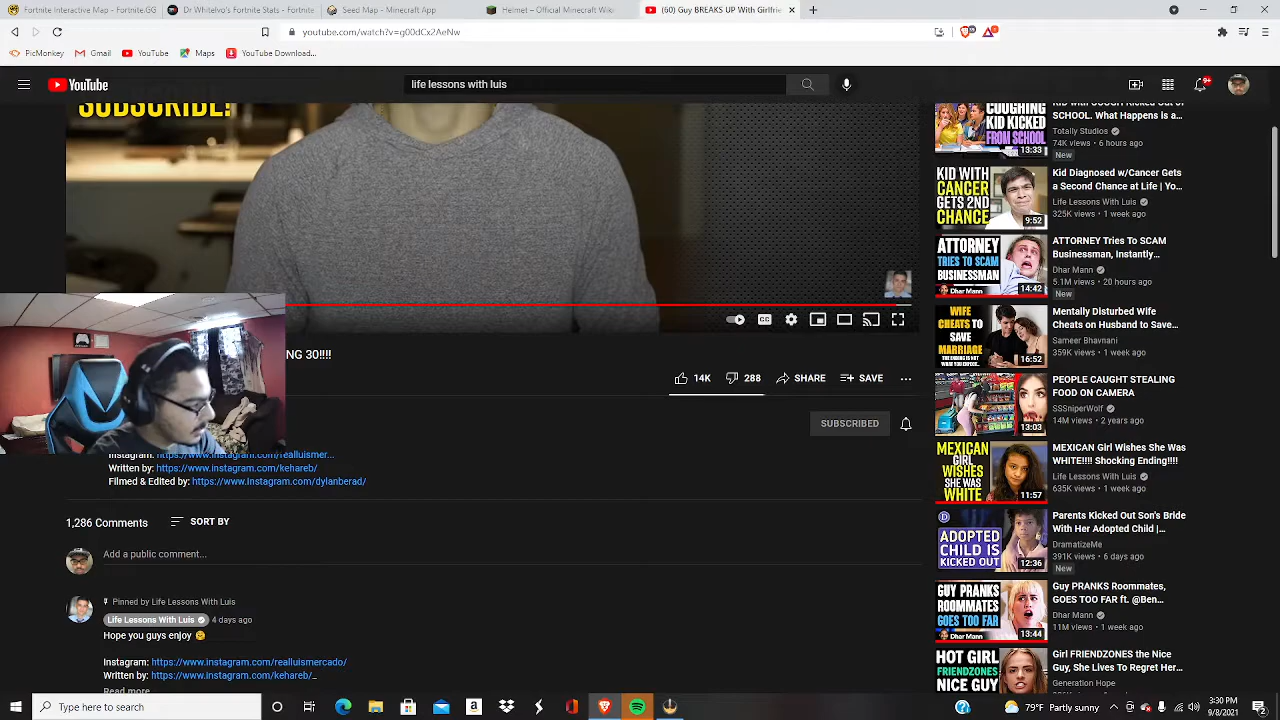 Fortnite.GG
D Whilelo's Fortnite Stats - Fortnite
Seed Map - Minecraft App
Helmet – Official Minecraft Wiki
(60) Guy BREAKS UP With Girlfrie
youtube.com/watch?v=g00dCx2AeNw
PicMonkey
Gmail
YouTube
Maps
YouTube Download...
YouTube
life lessons with luis
9+
SUBSCRIBE!
NG 30!!!!
14K
288
SHARE
SAVE
SUBSCRIBED
Instagram: https://www.instagram.com/realluismer...
Written by: https://www.instagram.com/kehareb/
Filmed & Edited by: https://www.instagram.com/dylanberad/
1,286 Comments
SORT BY
Add a public comment...
Pinned by Life Lessons With Luis
Life Lessons With Luis 4 days ago
Hope you guys enjoy
Instagram: https://www.instagram.com/realluismercado/
Written by: https://www.instagram.com/kehareb/_
Read more
COUGHING
KID KICKED
FROM SCHOOL
13:33
Kid with COUGH Kicked Out of
SCHOOL. What Happens Is a...
Totally Studios
74K views • 6 hours ago
New
KID WITH
CANCER
GETS 2ND
CHANCE
9:52
Kid Diagnosed w/Cancer Gets
a Second Chance at Life | Yo...
Life Lessons With Luis
325K views • 1 week ago
ATTORNEY
TRIES TO SCAM
BUSINESSMAN
Dhar Mann
14:42
ATTORNEY Tries To SCAM
Businessman, Instantly...
Dhar Mann
5.1M views • 20 hours ago
New
WIFE
CHEATS TO
SAVE
MARRIAGE
THE ENDING IS NOT
WHAT YOU EXPECT...
16:52
Mentally Disturbed Wife
Cheats on Husband to Save...
Sameer Bhavnani
359K views • 1 week ago
13:03
PEOPLE CAUGHT STEALING
FOOD ON CAMERA
SSSniperWolf
14M views • 2 years ago
MEXICAN
GIRL
WISHES
SHE WAS
WHITE
11:57
MEXICAN Girl Wishes She Was
WHITE!!!! Shocking Ending!!!!
Life Lessons With Luis
635K views • 1 week ago
ADOPTED
CHILD IS
KICKED OUT
12:36
Parents Kicked Out Son's Bride
With Her Adopted Child |...
DramatizeMe
391K views • 6 days ago
New
GUY PRANKS
ROOMMATES
GOES TOO FAR
Dhar Mann
13:44
Guy PRANKS Roommates,
GOES TOO FAR ft. @Ben...
Dhar Mann
11M views • 1 week ago
HOT GIRL
FRIENDZONES
NICE GUY
Girl FRIENDZONES the Nice
Guy, She LIVES To Regret Her...
Generation Hope
Type here to search
3:30 PM
9/8/2021